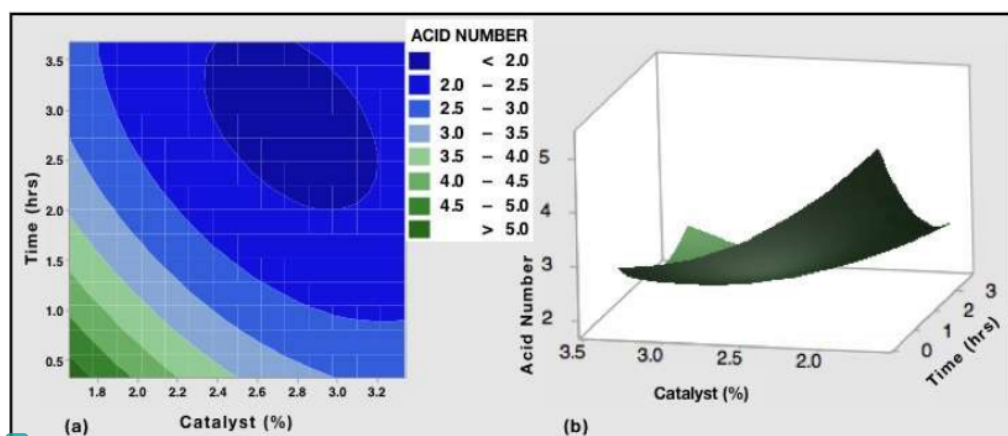 ACID NUMBER
< 2.0
2.0 – 2.5
2.5 – 3.0
3.0 – 3.5
3.5 – 4.0
4.0 – 4.5
4.5 – 5.0
> 5.0
Time (hrs)
3.5
3.0
2.5
2.0
1.5
1.0
0.5
1.8 2.0 2.2 2.4 2.6 2.8 3.0 3.2
Catalyst (%)
(a)
Acid Number
5
4
3
2
3.5 3.0 2.5 2.0
Catalyst (%)
0 1 2 3
Time (hrs)
(b)